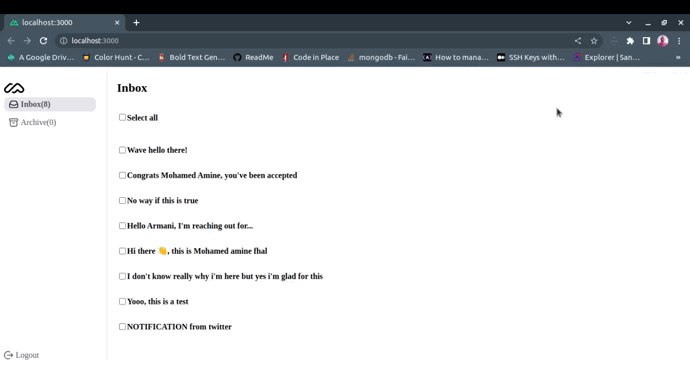 localhost:3000
localhost:3000
A Google Driv...
Color Hunt - C...
Bold Text Gen...
ReadMe
Code in Place
mongodb - Fai...
How to mana...
SSH Keys with...
Explorer | San...
Inbox(8)
Archive(0)
Inbox
Select all
Wave hello there!
Congrats Mohamed Amine, you've been accepted
No way if this is true
Hello Armani, I'm reaching out for...
Hi there 👋, this is Mohamed amine fhal
I don't know really why i'm here but yes i'm glad for this
Yooo, this is a test
NOTIFICATION from twitter
Logout